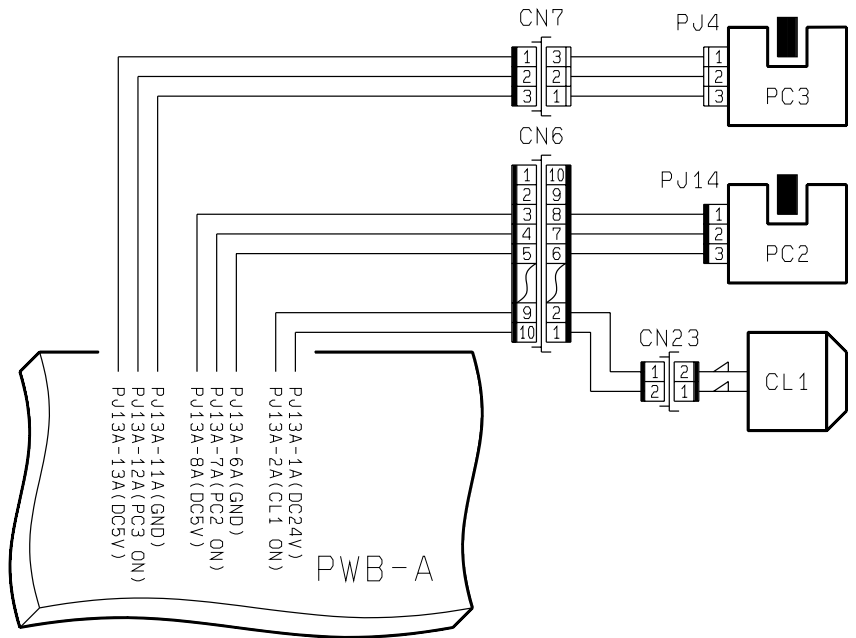 CN7
PJ4
1 3 1
2 2 2
3 1 3
PC3
CN6
PJ14
1 10
2 9
3 8 1
4 7 2
5 6 3
PC2
9 2
10 1
CN23
1 2
2 1
CL1
PJ13A-13A(DC5V)
PJ13A-12A(PC3 ON)
PJ13A-11A(GND)
PJ13A-8A(DC5V)
PJ13A-7A(PC2 ON)
PJ13A-6A(GND)
PJ13A-2A(CL1 ON)
PJ13A-1A(DC24V)
PWB-A